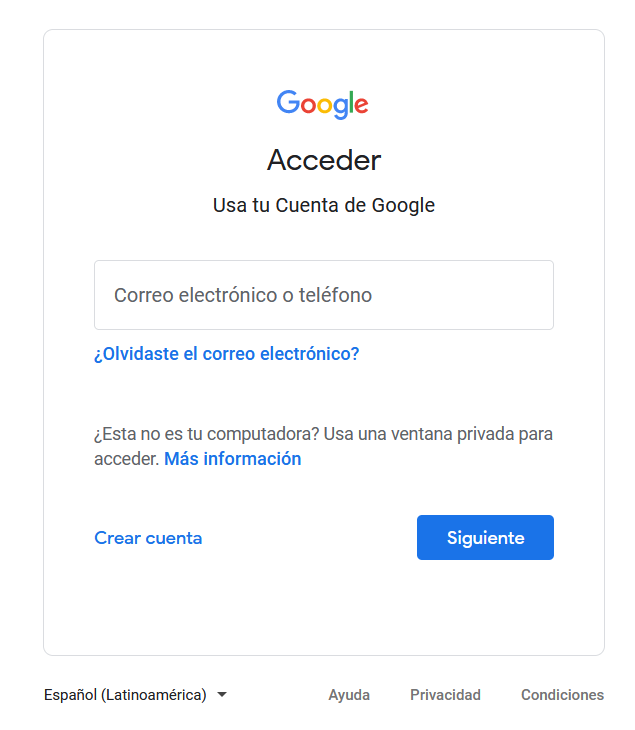 Google
Acceder
Usa tu Cuenta de Google
Correo electrónico o teléfono
¿Olvidaste el correo electrónico?
¿Esta no es tu computadora? Usa una ventana privada para
acceder. Más información
Crear cuenta
Siguiente
Español (Latinoamérica)
Ayuda
Privacidad
Condiciones